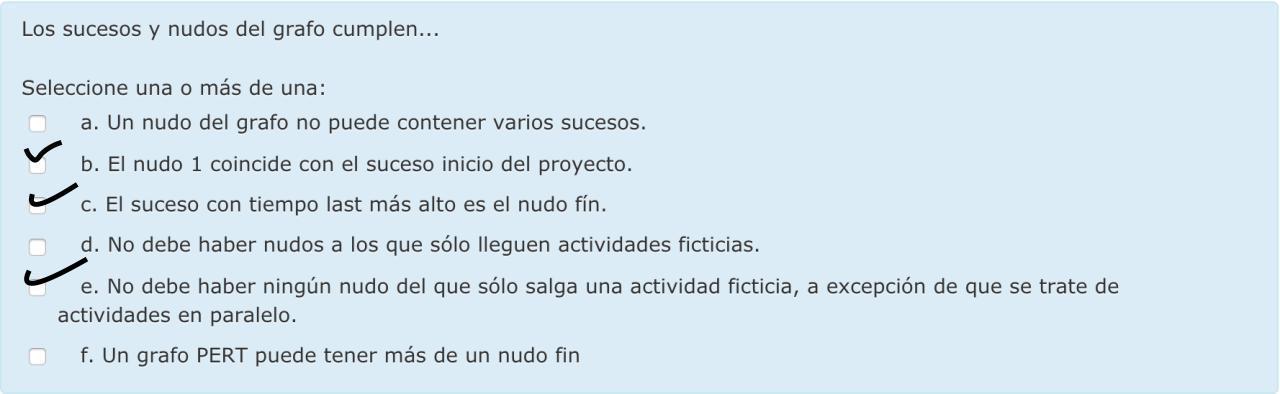 Los sucesos y nudos del grafo cumplen...
Seleccione una o más de una:
a. Un nudo del grafo no puede contener varios sucesos.
b. El nudo 1 coincide con el suceso inicio del proyecto.
c. El suceso con tiempo last más alto es el nudo fín.
d. No debe haber nudos a los que sólo lleguen actividades ficticias.
e. No debe haber ningún nudo del que sólo salga una actividad ficticia, a excepción de que se trate de
actividades en paralelo.
f. Un grafo PERT puede tener más de un nudo fin